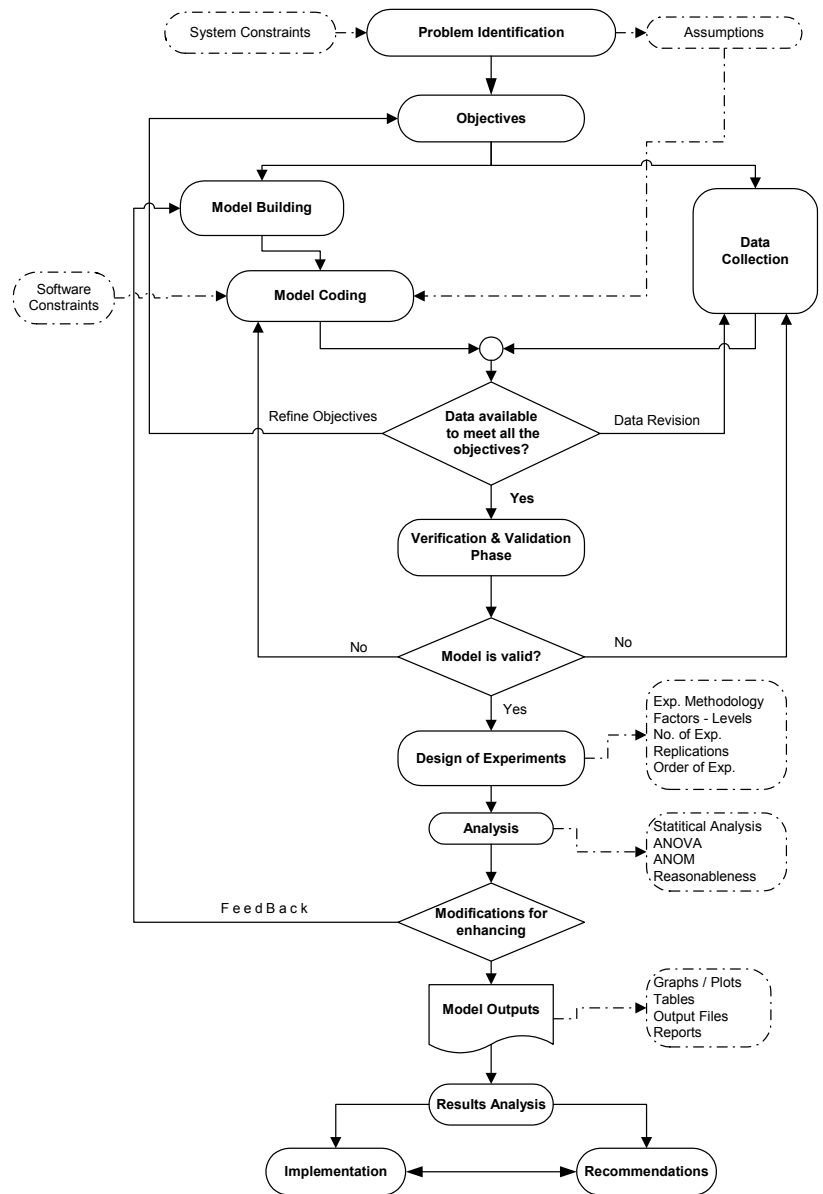 System Constraints
Problem Identification
Assumptions
Objectives
Model Building
Data
Collection
Software
Constraints
Model Coding
Refine Objectives
Data available
to meet all the
objectives?
Data Revision
Yes
Verification & Validation
Phase
No
Model is valid?
No
Yes
Design of Experiments
Exp. Methodology
Factors - Levels
No. of Exp.
Replications
Order of Exp.
Analysis
Statitical Analysis
ANOVA
ANOM
Reasonableness
FeedBack
Modifications for
enhancing
Model Outputs
Graphs / Plots
Tables
Output Files
Reports
Results Analysis
Implementation
Recommendations